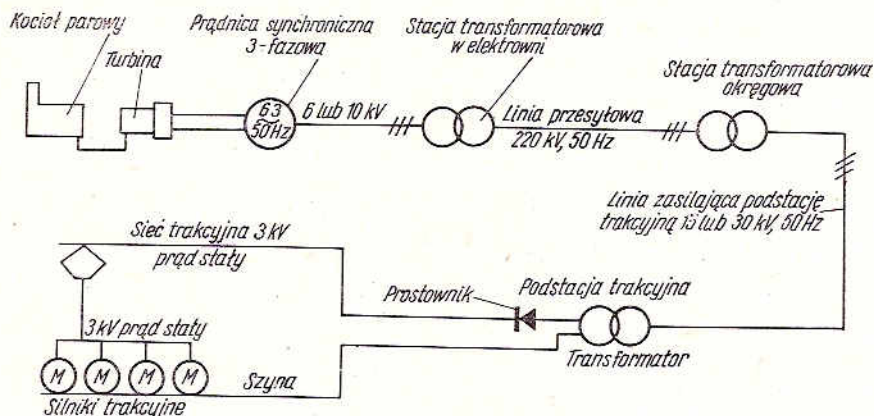 Kocioł parowy
Turbina
Prądnica synchroniczna
3-fazowa
Stacja transformatorowa
w elektrowni
Stacja transformatorowa
okręgowa
G3
50Hz
6 lub 10 kV
Linia przesyłowa
220 kV, 50 Hz
Linia zasilająca podstację
trakcyjną 15 lub 30 kV, 50 Hz
Sieć trakcyjna 3 kV
prąd stały
Prostownik
Podstacja trakcyjna
Transformator
3 kV prąd stały
M M M M
Szyna
Silniki trakcyjne